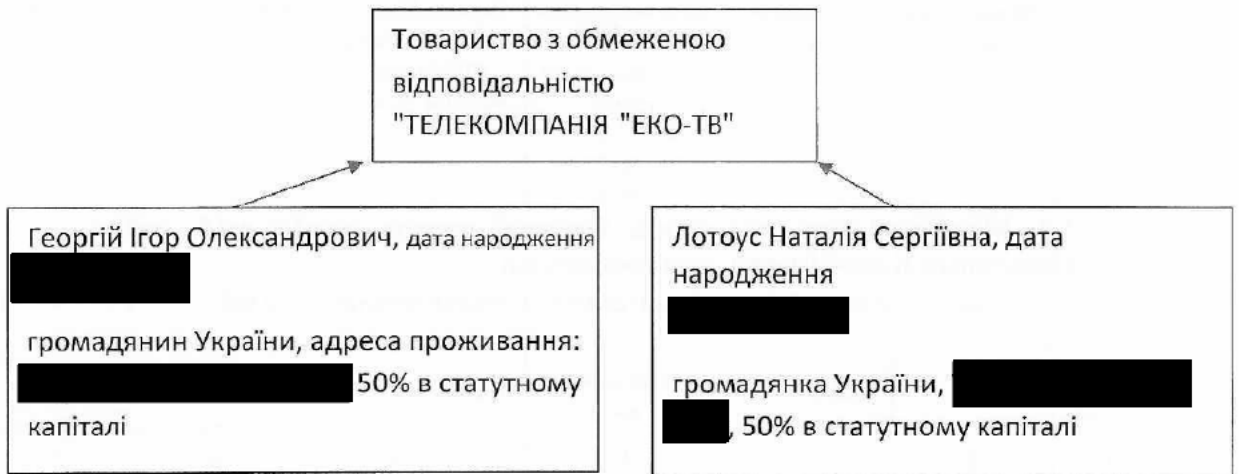 Товариство з обмеженою
відповідальністю
"ТЕЛЕКОМПАНІЯ "ЕКО-ТВ"
Георгій Ігор Олександрович, дата народження
громадянин України, адреса проживання:
50% в статутному
капіталі
Лотоус Наталія Сергіївна, дата
народження
громадянка України,
, 50% в статутному капіталі